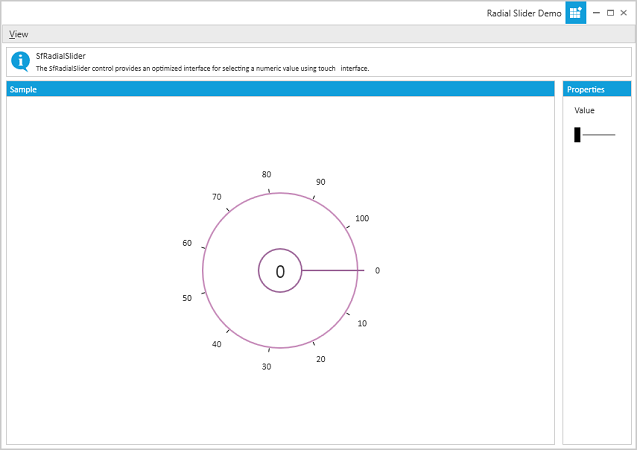 Radial Slider Demo
View
SfRadialSlider
The SfRadialSlider control provides an optimized interface for selecting a numeric value using touch interface.
Sample
Properties
Value
80
90
70
100
60
0
0
50
10
40
20
30